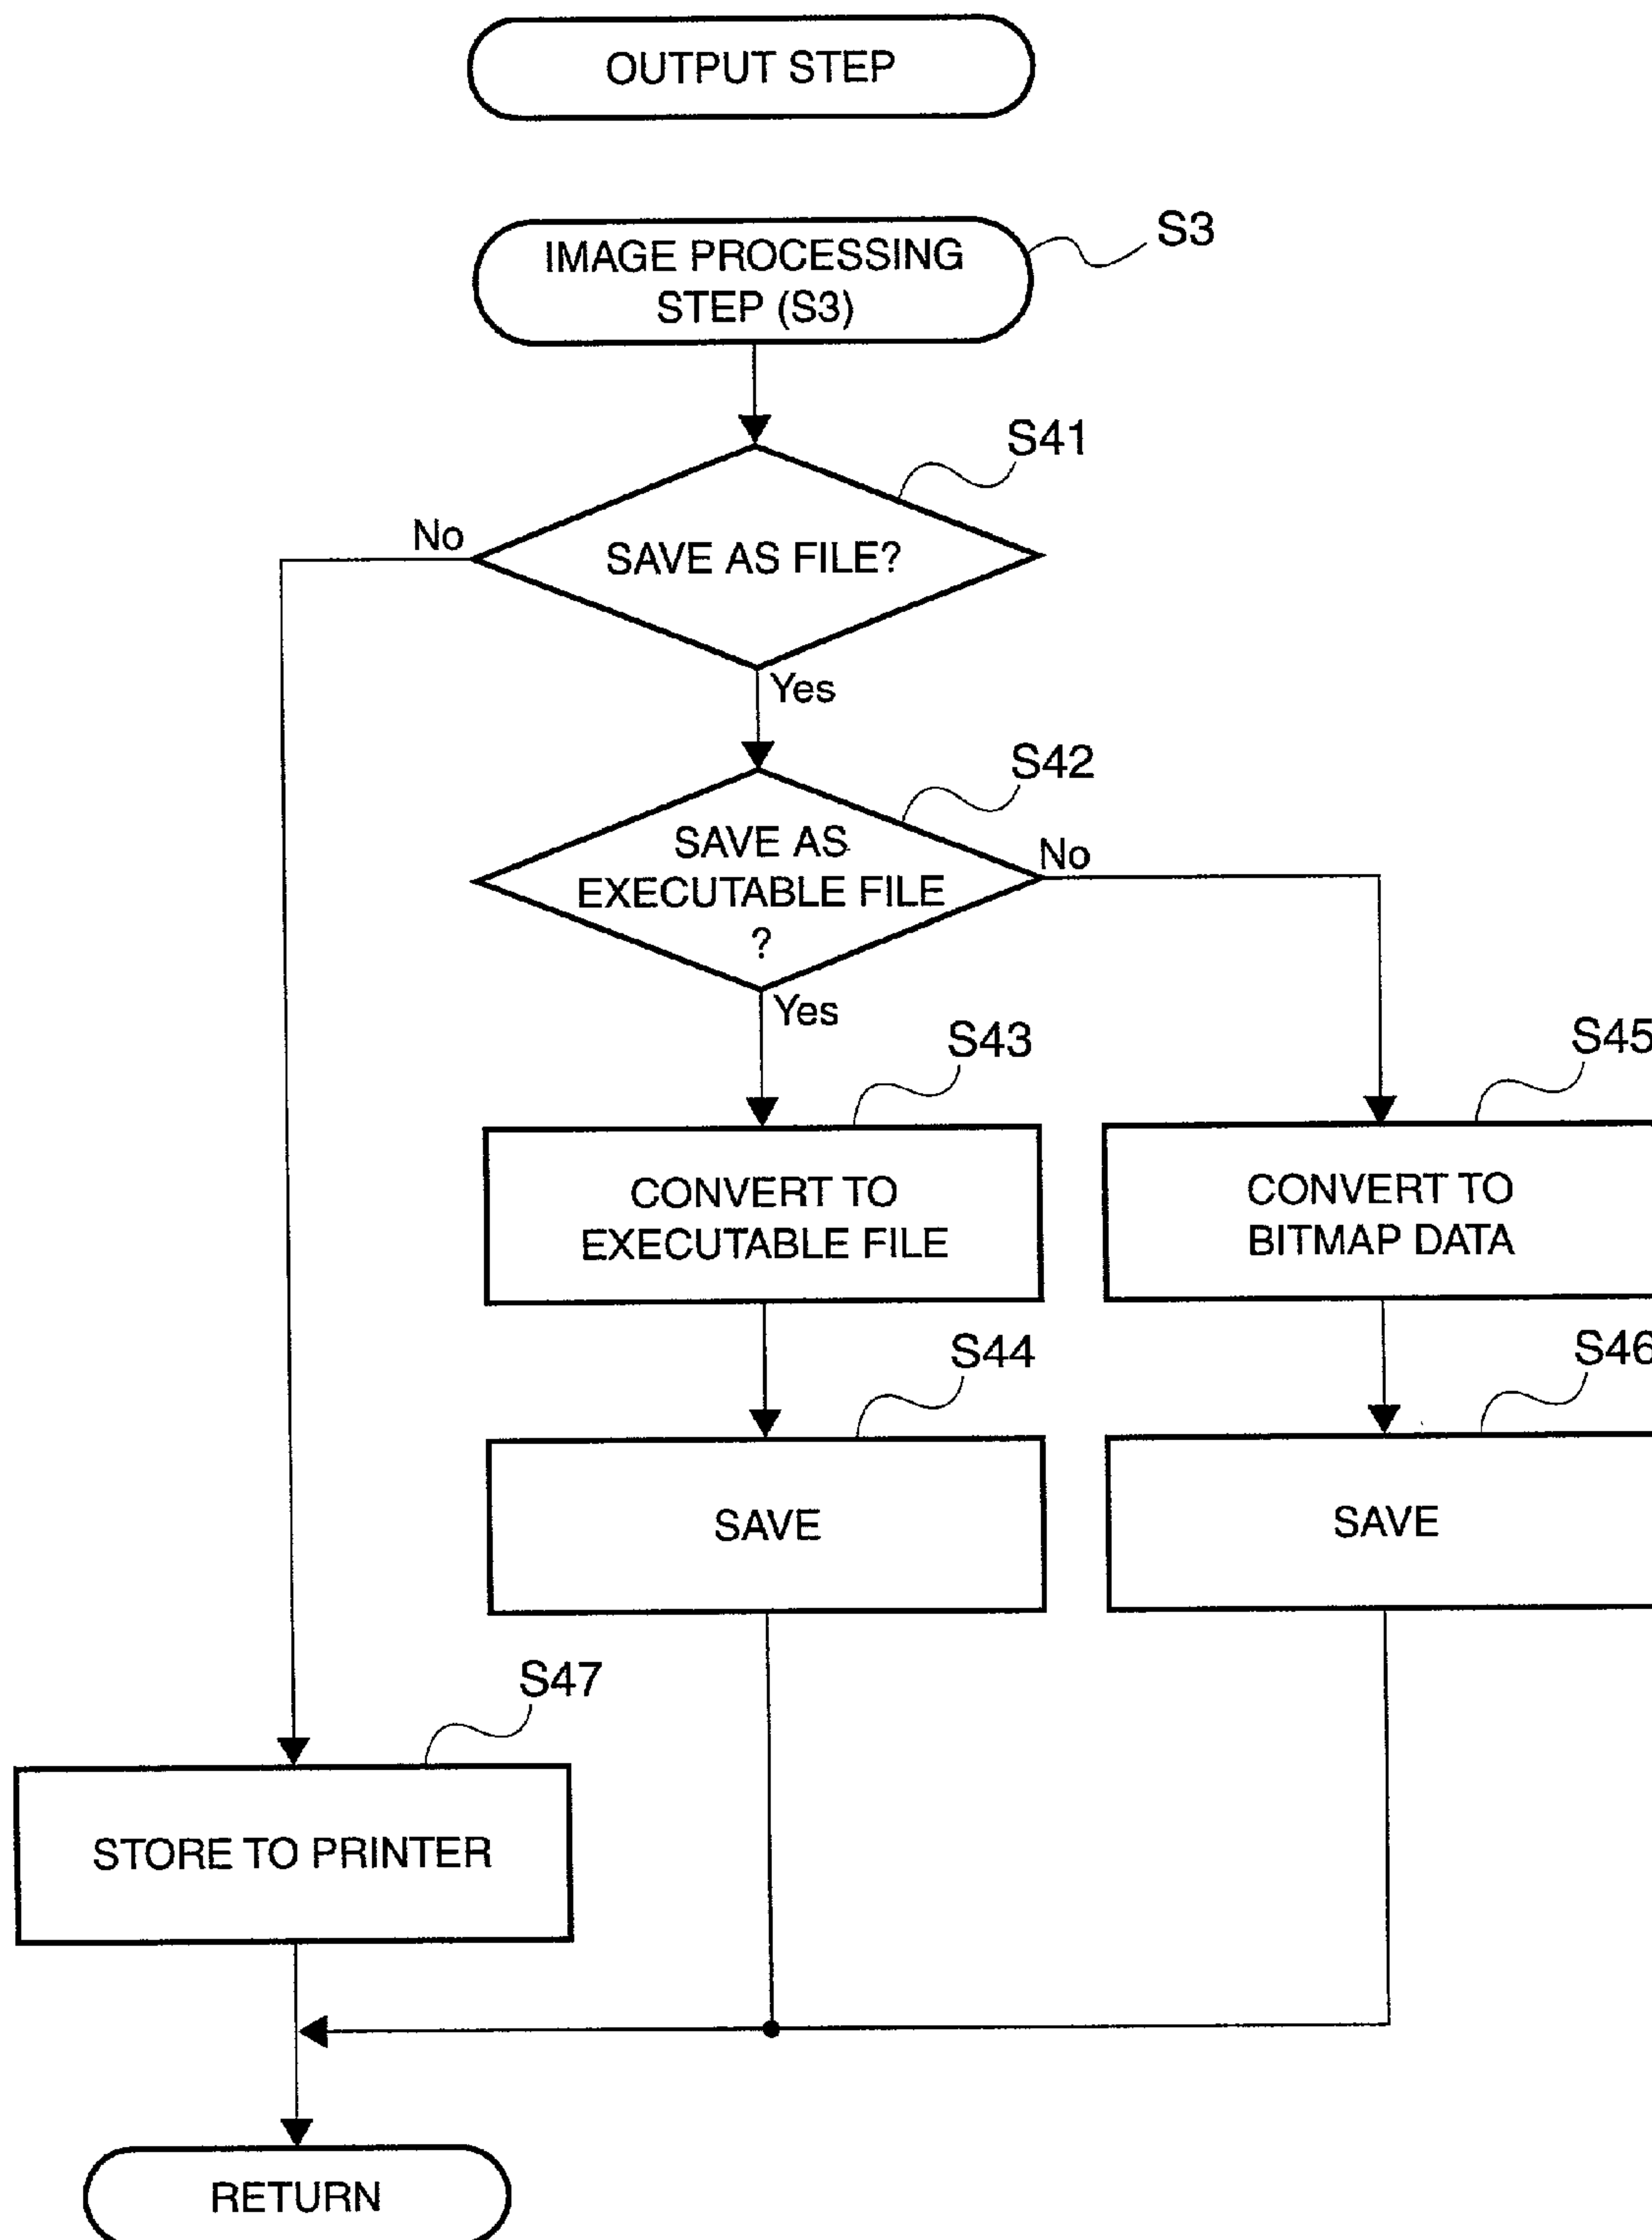 OUTPUT STEP
IMAGE PROCESSING
STEP (S3)
S3
S41
No
SAVE AS FILE?
Yes
S42
SAVE AS
EXECUTABLE FILE
?
No
Yes
S43
S45
CONVERT TO
EXECUTABLE FILE
CONVERT TO
BITMAP DATA
S44
S46
SAVE
SAVE
S47
STORE TO PRINTER
RETURN